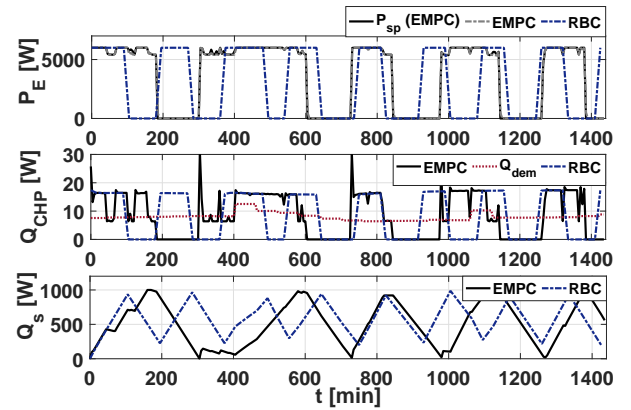 P_sp (EMPC) EMPC RBC
P_E [W]
5000
0
0 200 400 600 800 1000 1200 1400
EMPC Q_dem RBC
Q_CHP [W]
30
20
10
0
0 200 400 600 800 1000 1200 1400
EMPC RBC
Q_s [W]
1000
500
0
0 200 400 600 800 1000 1200 1400
t [min]